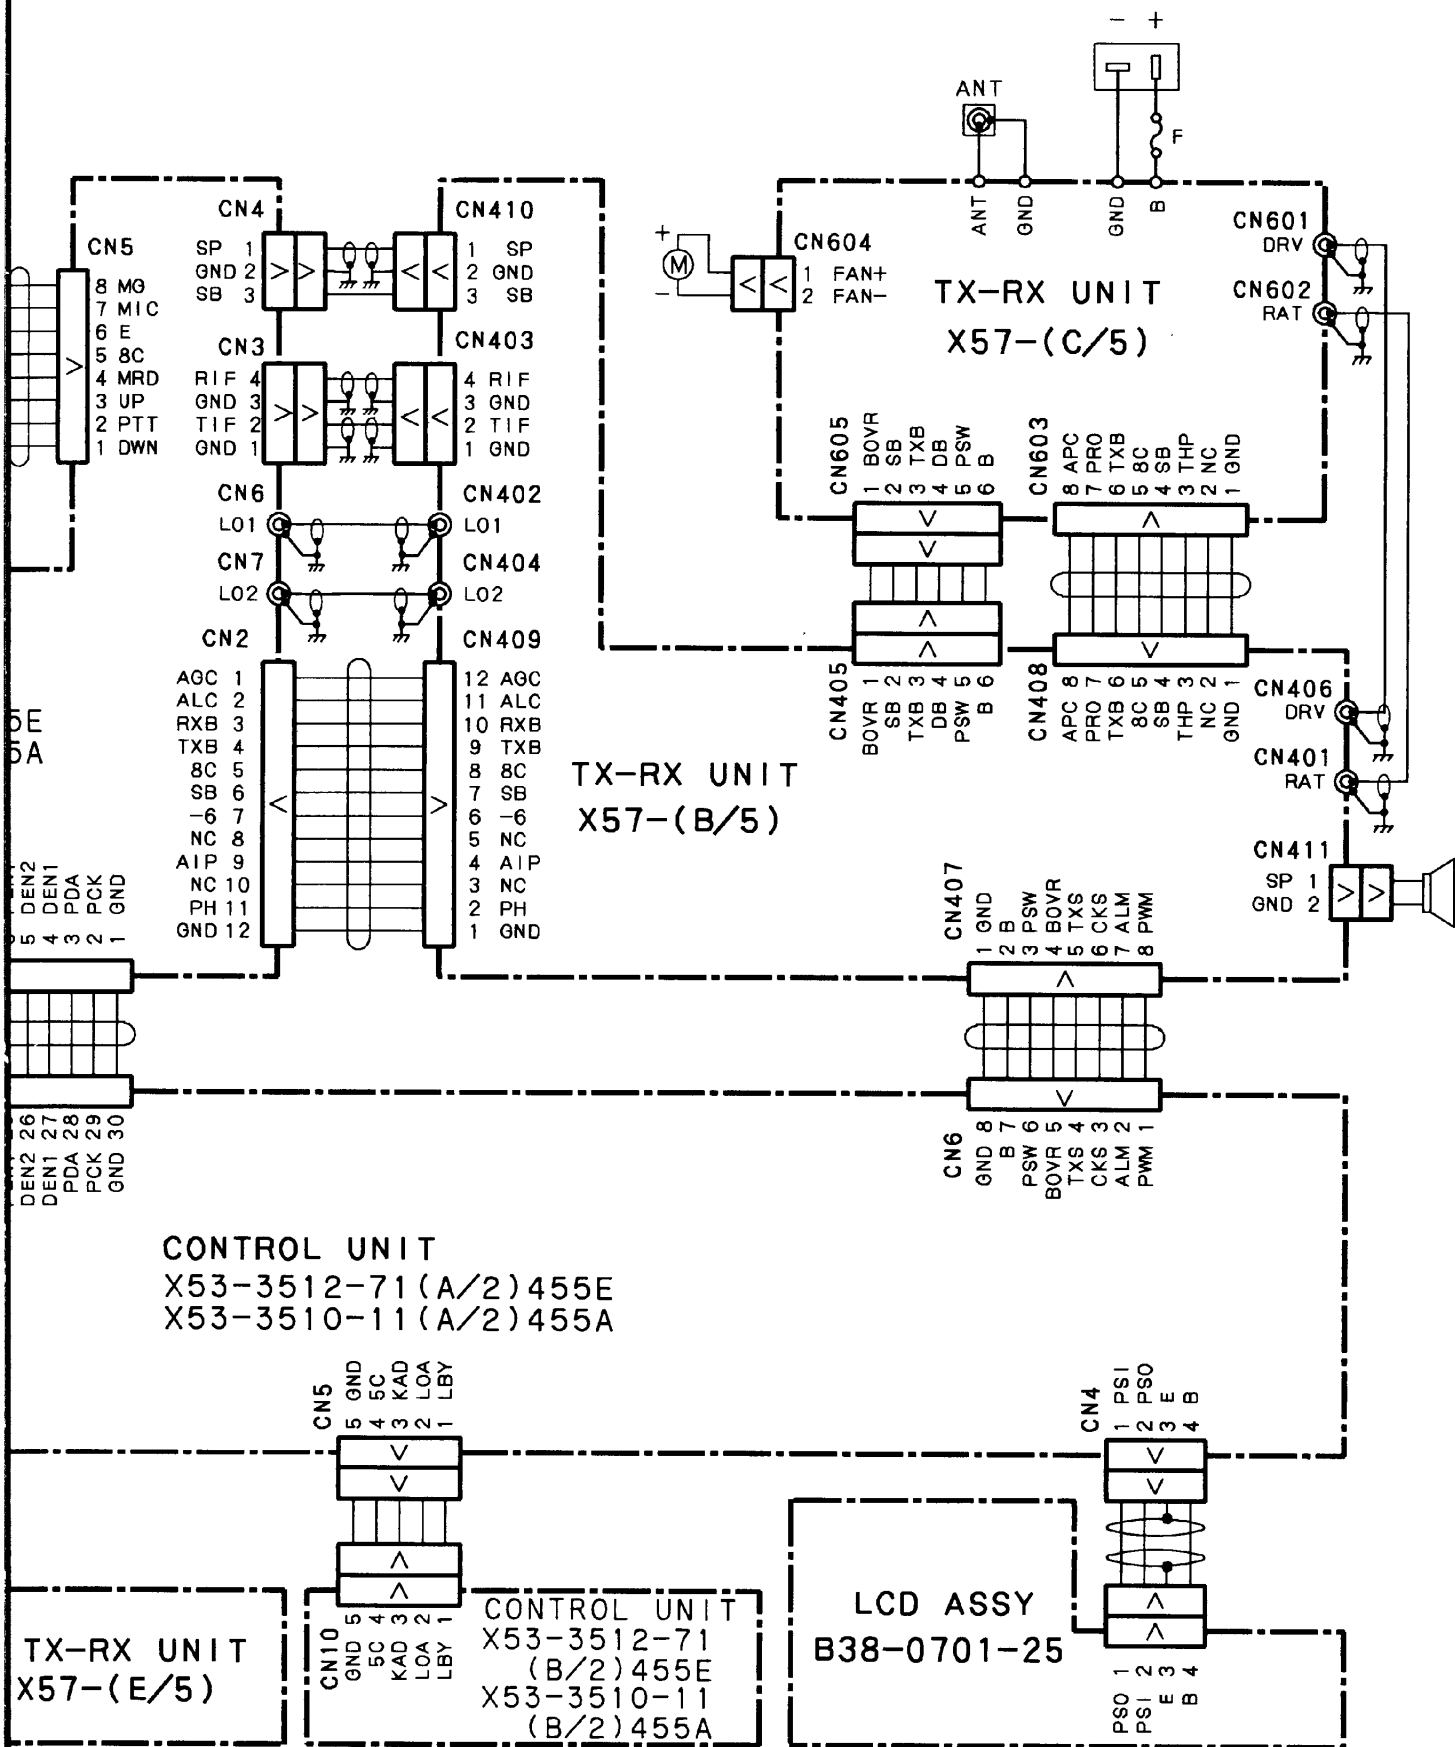 - +
ANT
F
ANT
GND
GND
B
CN4
SP 1
GND 2
SB 3
CN410
1 SP
2 GND
3 SB
CN5
8 MG
7 MIC
6 E
5 8C
4 MRD
3 UP
2 PTT
1 DWN
CN3
RIF 4
GND 3
TIF 2
GND 1
CN403
4 RIF
3 GND
2 TIF
1 GND
CN6
LO1
CN402
LO1
CN7
LO2
CN404
LO2
+
M
-
CN604
1 FAN+
2 FAN-
TX-RX UNIT
X57-(C/5)
CN601
DRV
CN602
RAT
CN605
1 BOVR
2 SB
3 TXB
4 DB
5 PSW
6 B
CN603
8 APC
7 PRO
6 TXB
5 8C
4 SB
3 THP
2 NC
1 GND
CN405
BOVR 1
SB 2
TXB 3
DB 4
PSW 5
B 6
CN408
APC 8
PRO 7
TXB 6
8C 5
SB 4
THP 3
NC 2
GND 1
CN406
DRV
CN401
RAT
CN411
SP 1
GND 2
CN2
AGC 1
ALC 2
RXB 3
TXB 4
8C 5
SB 6
-6 7
NC 8
AIP 9
NC 10
PH 11
GND 12
CN409
12 AGC
11 ALC
10 RXB
9 TXB
8 8C
7 SB
6 -6
5 NC
4 AIP
3 NC
2 PH
1 GND
5E
5A
TX-RX UNIT
X57-(B/5)
5 DEN2
4 DEN1
3 PDA
2 PCK
1 GND
DEN2 26
DEN1 27
PDA 28
PCK 29
GND 30
CN407
1 GND
2 B
3 PSW
4 BOVR
5 TXS
6 CKS
7 ALM
8 PWM
CN6
GND 8
B 7
PSW 6
BOVR 5
TXS 4
CKS 3
ALM 2
PWM 1
CONTROL UNIT
X53-3512-71(A/2)455E
X53-3510-11(A/2)455A
CN5
5 GND
4 5C
3 KAD
2 LOA
1 LBY
CN4
1 PSI
2 PSO
3 E
4 B
CN10
GND 5
5C 4
KAD 3
LOA 2
LBY 1
TX-RX UNIT
X57-(E/5)
CONTROL UNIT
X53-3512-71
(B/2)455E
X53-3510-11
(B/2)455A
LCD ASSY
B38-0701-25
PSO 1
PSI 2
E 3
B 4